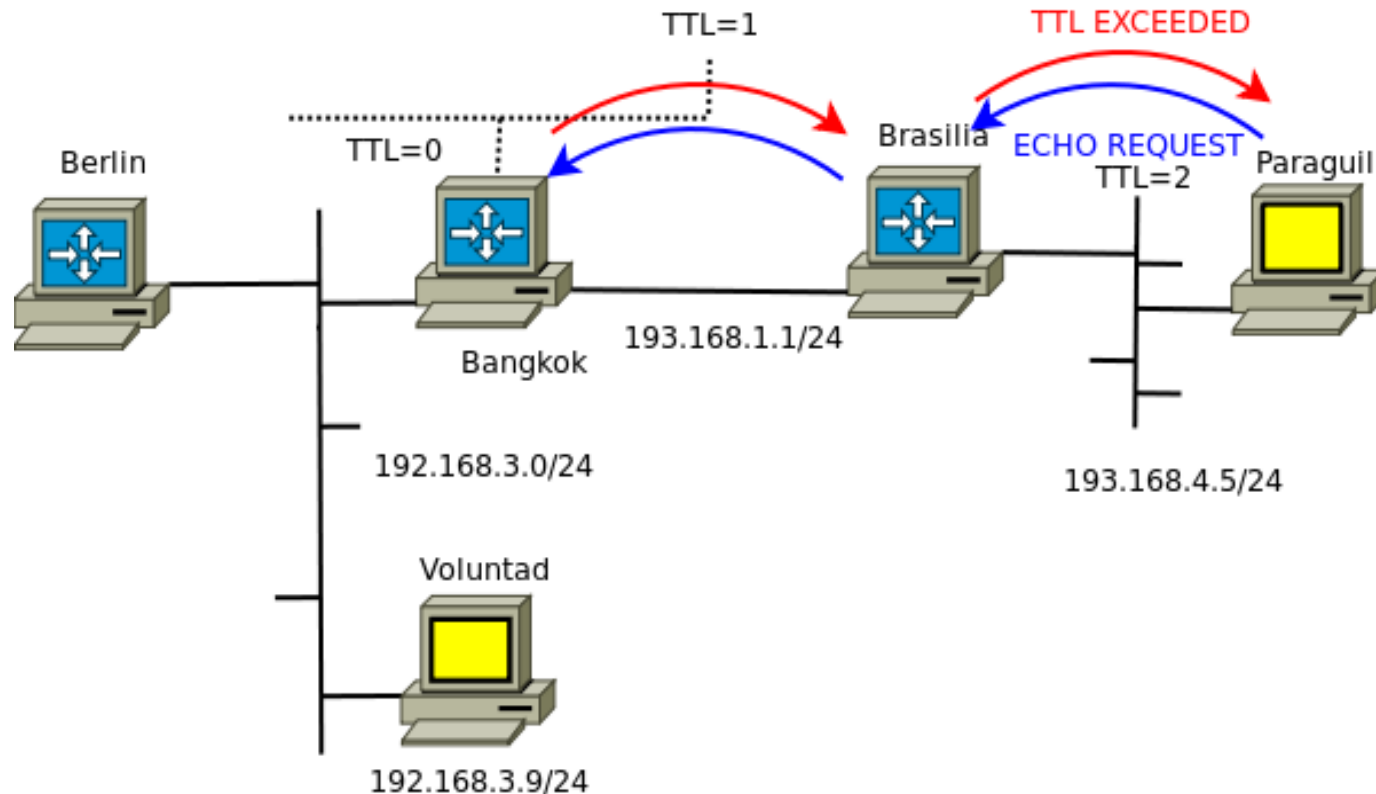 TTL=1
TTL EXCEEDED
Berlin
TTL=0
Brasilia
ECHO REQUEST
Paraguil
TTL=2
Bangkok
193.168.1.1/24
192.168.3.0/24
193.168.4.5/24
Voluntad
192.168.3.9/24